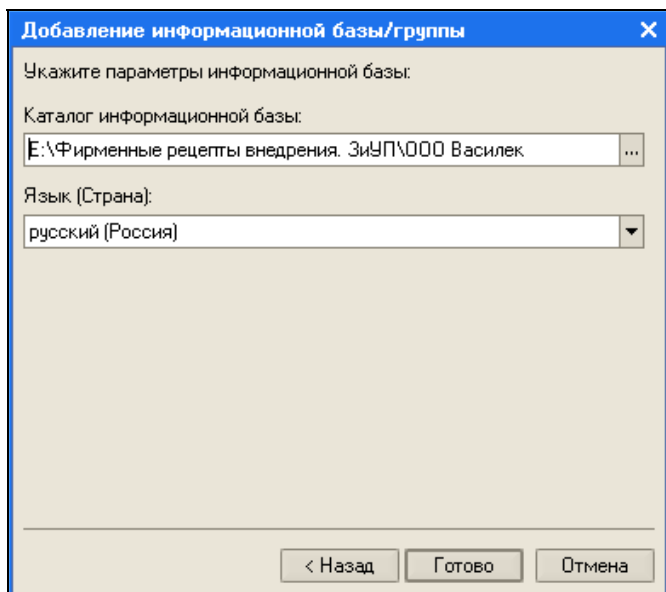 Добавление информационной базы/группы
Укажите параметры информационной базы:
Каталог информационной базы:
E:\Фирменные рецепты внедрения. ЗиУП\ООО Василек
...
Язык (Страна):
русский (Россия)
< Назад
Готово
Отмена